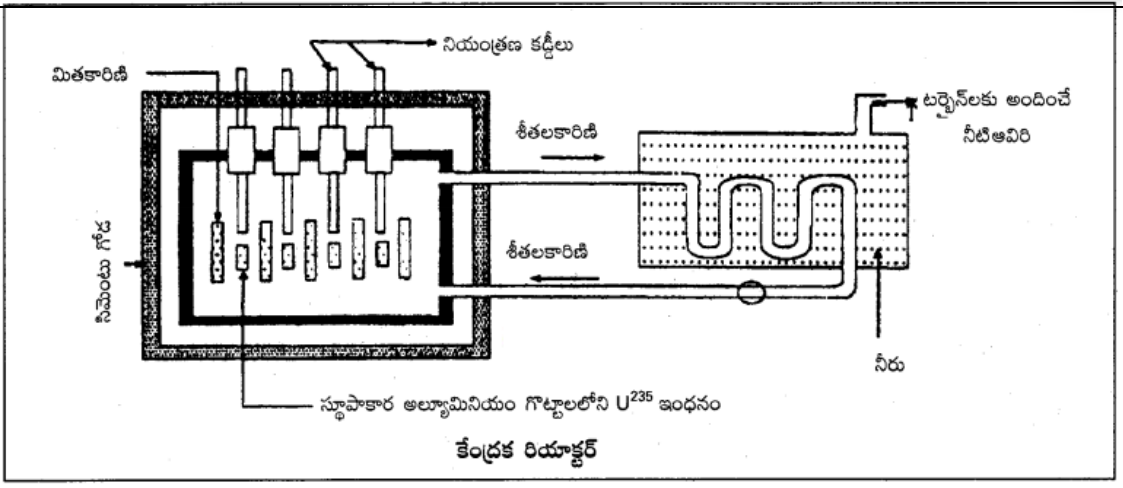 నియంత్రణ కడ్డీలు
మితకారిణి
టర్బైన్‌లకు అందించే
నీటిఆవిరి
శీతలకారిణి
సిమెంటు గోడ
శీతలకారిణి
నీరు
స్థూపాకార అల్యూమినియం గొట్టాలలోని U²³⁵ ఇంధనం
కేంద్రక రియాక్టర్